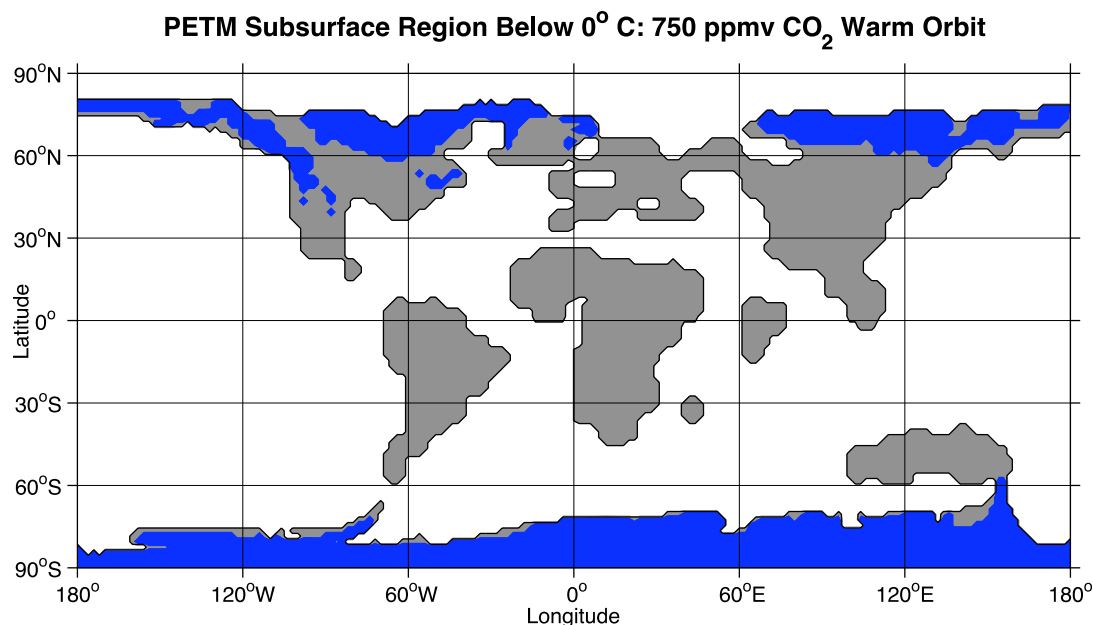 PETM Subsurface Region Below 0° C: 750 ppmv CO₂ Warm Orbit
90°N
60°N
30°N
0°
30°S
60°S
90°S
Latitude
180° 120°W 60°W 0° 60°E 120°E 180°
Longitude